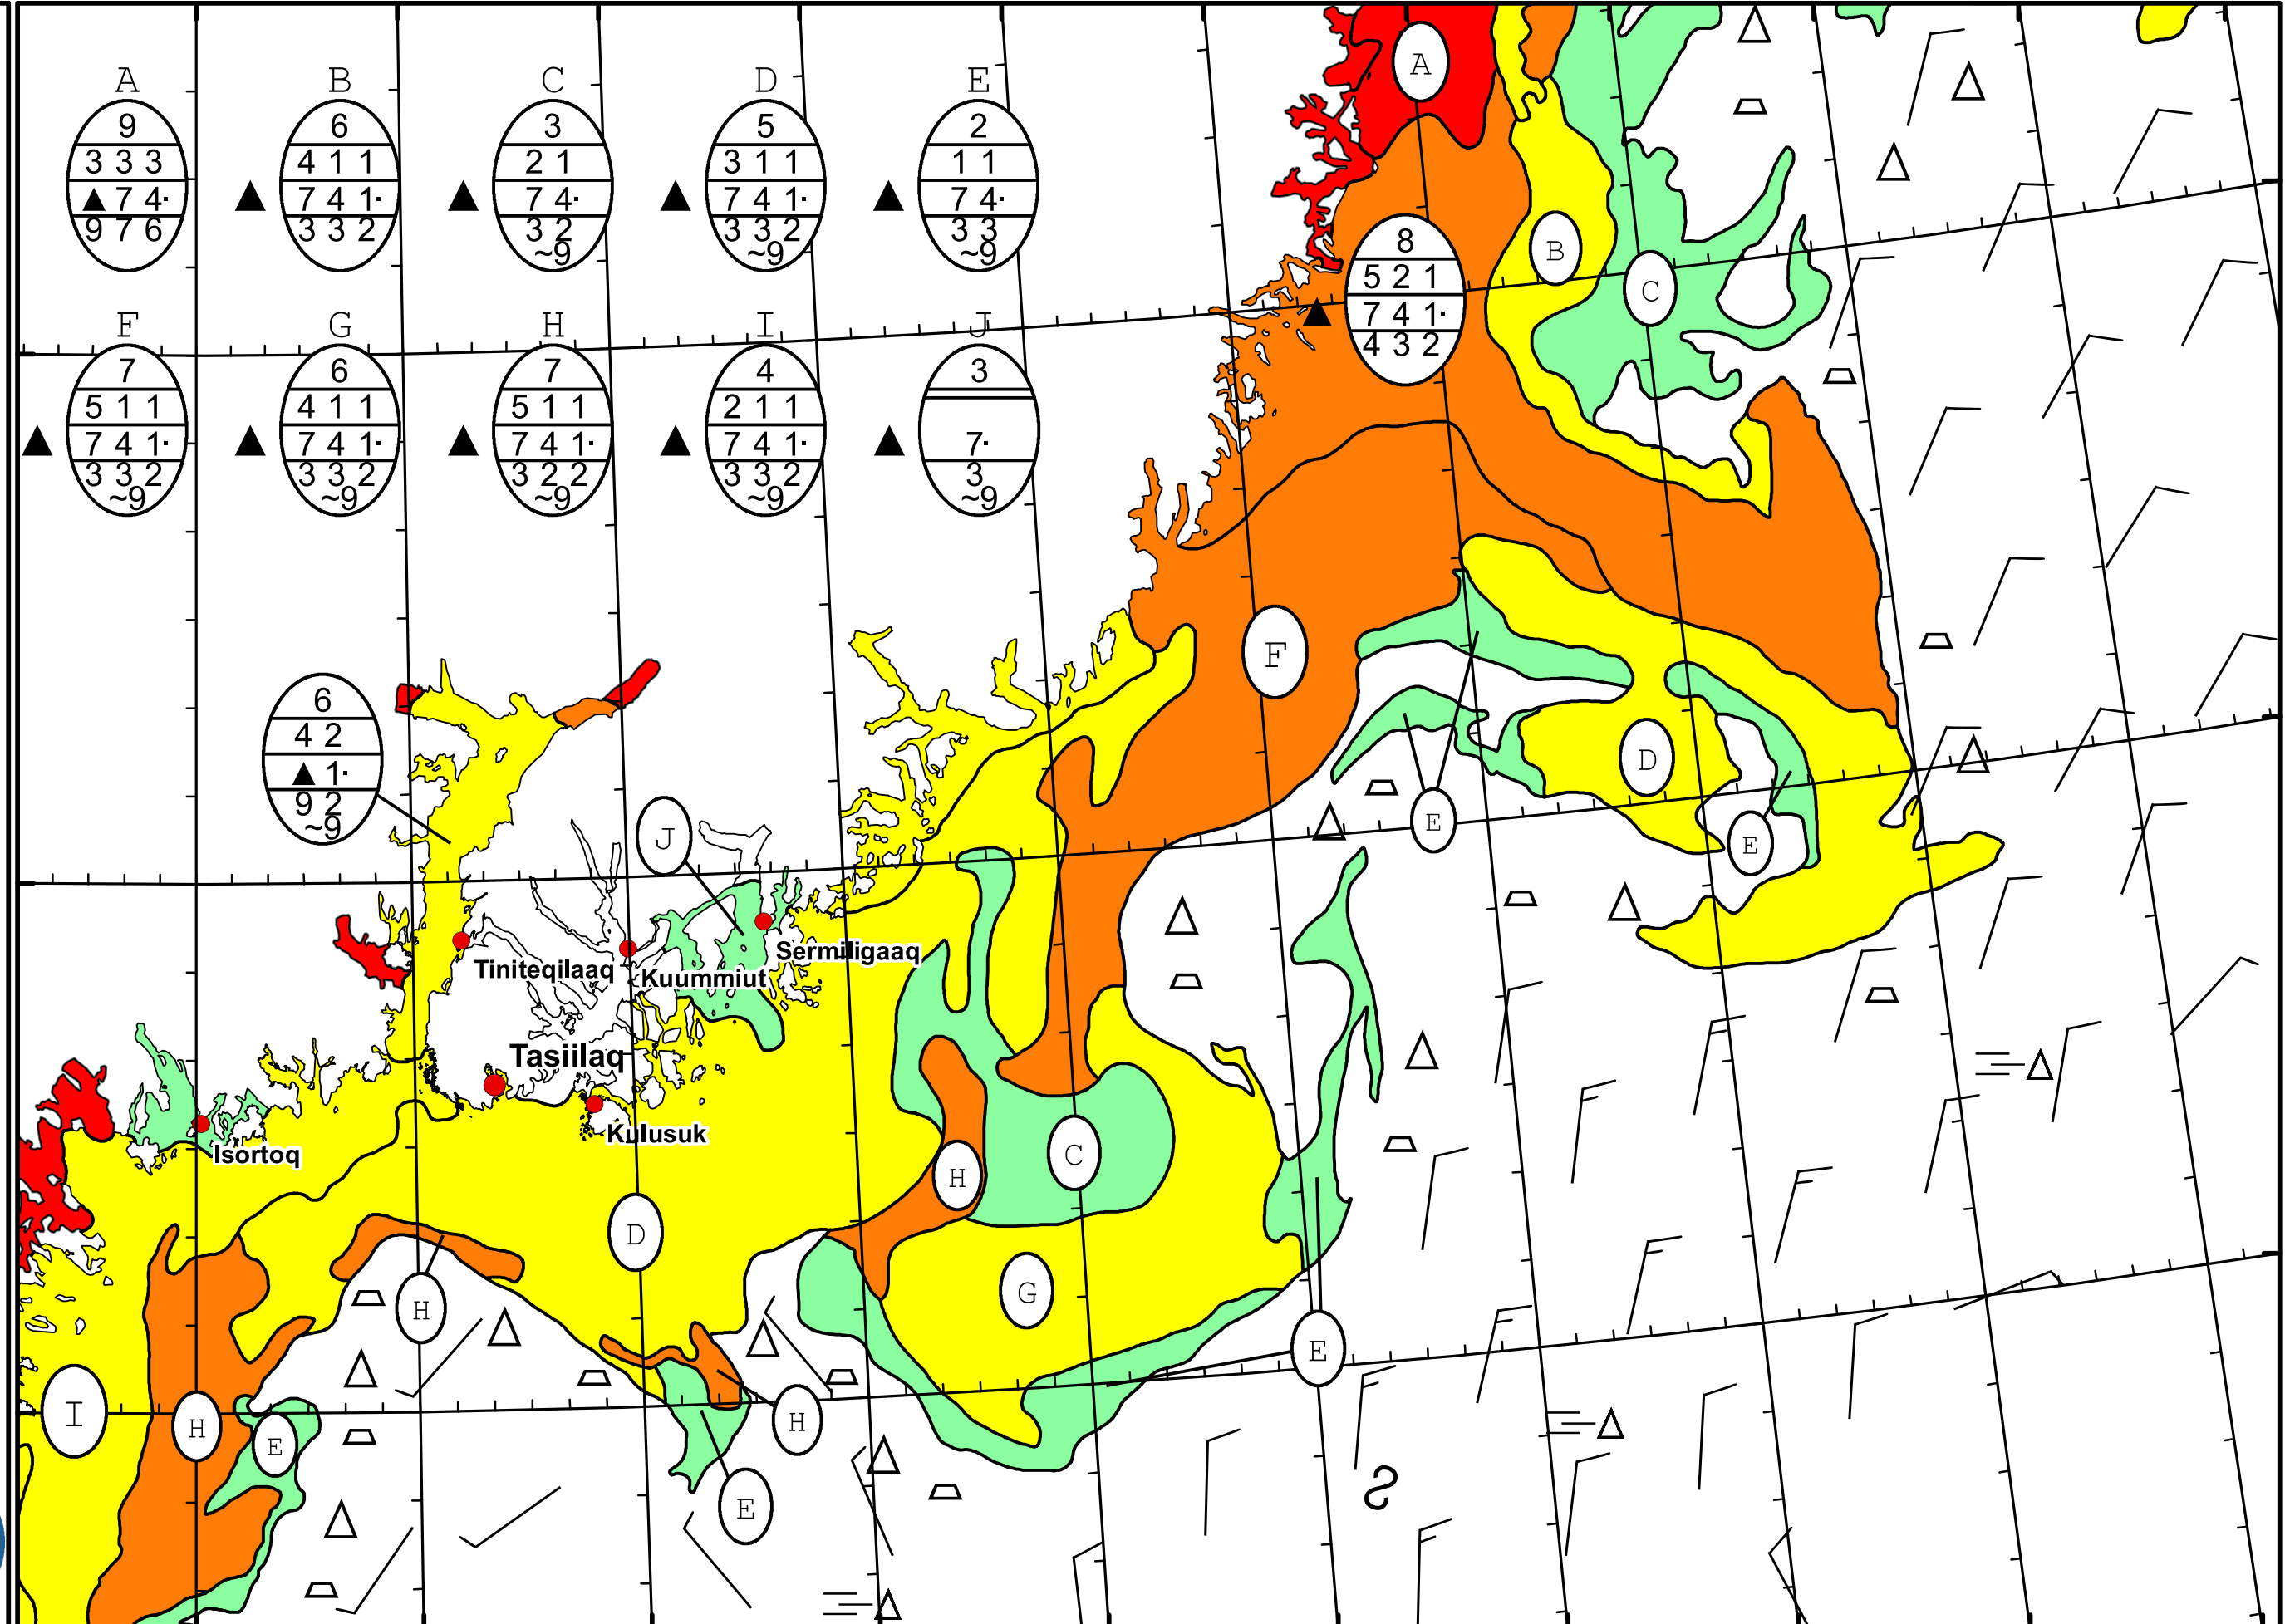 A B C D E
9 6 3 5 2
3 3 3 4 1 1 2 1 3 1 1 1 1
▲ 7 4· ▲ 7 4 1· ▲ 7 4· ▲ 7 4 1· ▲ 7 4·
9 7 6 3 3 2 3 2 3 3 2 3 3
~9 ~9 ~9
F G H I J
7 6 7 4 3
5 1 1 4 1 1 5 1 1 2 1 1
▲ 7 4 1· ▲ 7 4 1· ▲ 7 4 1· ▲ 7 4 1· ▲ 7·
3 3 2 3 3 2 3 2 2 3 3 2 3
~9 ~9 ~9 ~9 ~9
A
B
C
8
5 2 1
▲ 7 4 1·
4 3 2
F
6
4 2
▲ 1·
9 2
~9
D
E
E
J
Sermiligaaq
Tiniteqilaaq
Kuummiut
Tasiilaq
Kulusuk
Isortoq
C
H
D
G
H
E
I
H
E
H
E